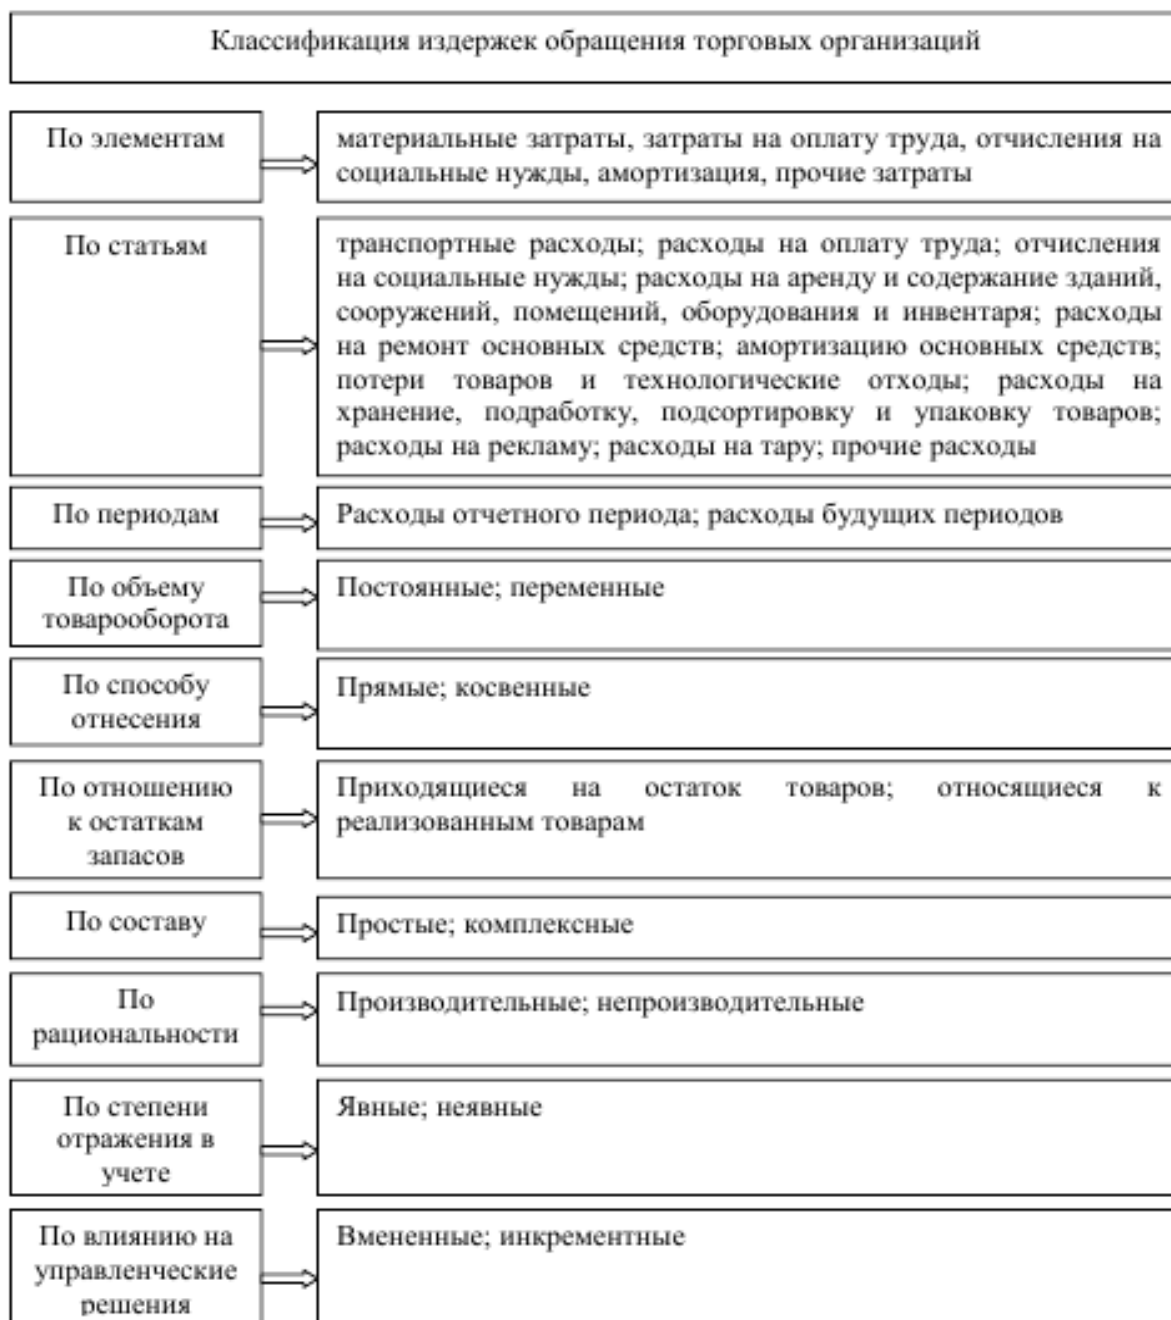 Классификация издержек обращения торговых организаций
По элементам
материальные затраты, затраты на оплату труда, отчисления на
социальные нужды, амортизация, прочие затраты
По статьям
транспортные расходы; расходы на оплату труда; отчисления
на социальные нужды; расходы на аренду и содержание зданий,
сооружений, помещений, оборудования и инвентаря; расходы
на ремонт основных средств; амортизацию основных средств;
потери товаров и технологические отходы; расходы на
хранение, подработку, подсортировку и упаковку товаров;
расходы на рекламу; расходы на тару; прочие расходы
По периодам
Расходы отчетного периода; расходы будущих периодов
По объему
товарооборота
Постоянные; переменные
По способу
отнесения
Прямые; косвенные
По отношению
к остаткам
запасов
Приходящиеся на остаток товаров; относящиеся к
реализованным товарам
По составу
Простые; комплексные
По
рациональности
Производительные; непроизводительные
По степени
отражения в
учете
Явные; неявные
По влиянию на
управленческие
решения
Вмененные; инкрементные